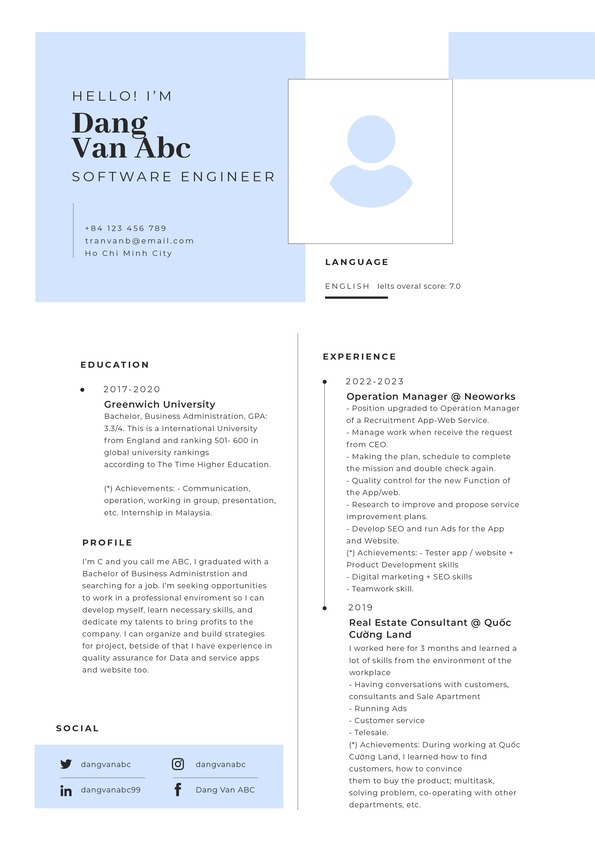 HELLO! I'M
Dang
Van Abc
SOFTWARE ENGINEER
+84 123 456 789
tranvanb@email.com
Ho Chi Minh City
LANGUAGE
ENGLISH Ielts overal score: 7.0
EDUCATION
2017-2020
Greenwich University
Bachelor, Business Administration, GPA:
3.3/4. This is a International University
from England and ranking 501- 600 in
global university rankings
according to The Time Higher Education.
(*) Achievements: - Communication,
operation, working in group, presentation,
etc. Internship in Malaysia.
PROFILE
I'm C and you call me ABC, I graduated with a
Bachelor of Business Administrstion and
searching for a job. I'm seeking opportunities
to work in a professional enviroment so I can
develop myself, learn necessary skills, and
dedicate my talents to bring profits to the
company. I can organize and build strategies
for project, betside of that I have experience in
quality assurance for Data and service apps
and website too.
SOCIAL
dangvanabc
dangvanabc
dangvanabc99
Dang Van ABC
EXPERIENCE
2022-2023
Operation Manager @ Neoworks
- Position upgraded to Operation Manager
of a Recruitment App-Web Service.
- Manage work when receive the request
from CEO.
- Making the plan, schedule to complete
the mission and double check again.
- Quality control for the new Function of
the App/web.
- Research to improve and propose service
improvement plans.
- Develop SEO and run Ads for the App
and Website.
(*) Achievements: - Tester app / website +
Product Development skills
- Digital marketing + SEO skills
- Teamwork skill.
2019
Real Estate Consultant @ Quốc
Cường Land
I worked here for 3 months and learned a
lot of skills from the environment of the
workplace
- Having conversations with customers,
consultants and Sale Apartment
- Running Ads
- Customer service
- Telesale.
(*) Achievements: During working at Quốc
Cường Land, I learned how to find
customers, how to convince
them to buy the product; multitask,
solving problem, co-operating with other
departments, etc.